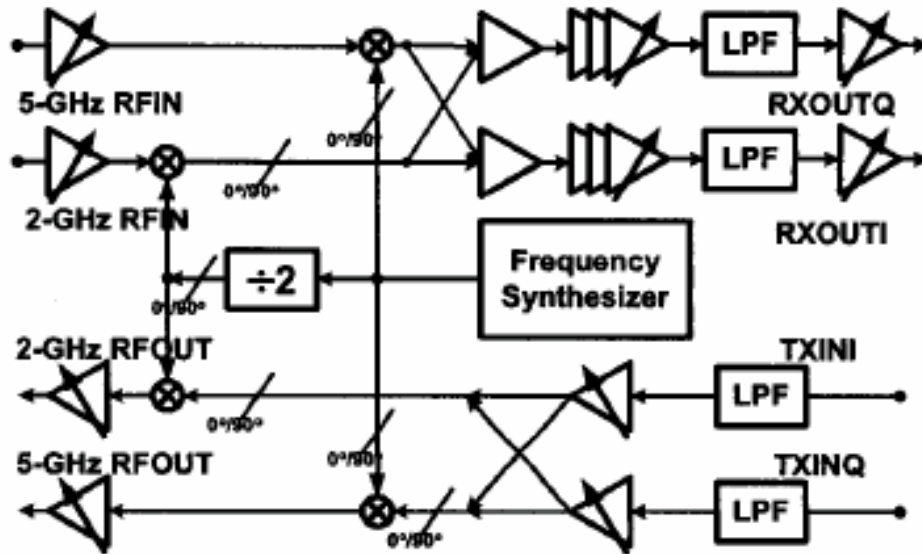 LPF
5-GHz RFIN
RXOUTQ
0°/90°
LPF
0°/90°
2-GHz RFIN
RXOUTI
÷2
Frequency
Synthesizer
0°/90°
2-GHz RFOUT
TXINI
LPF
0°/90°
5-GHz RFOUT
0°/90°
TXINQ
LPF
0°/90°